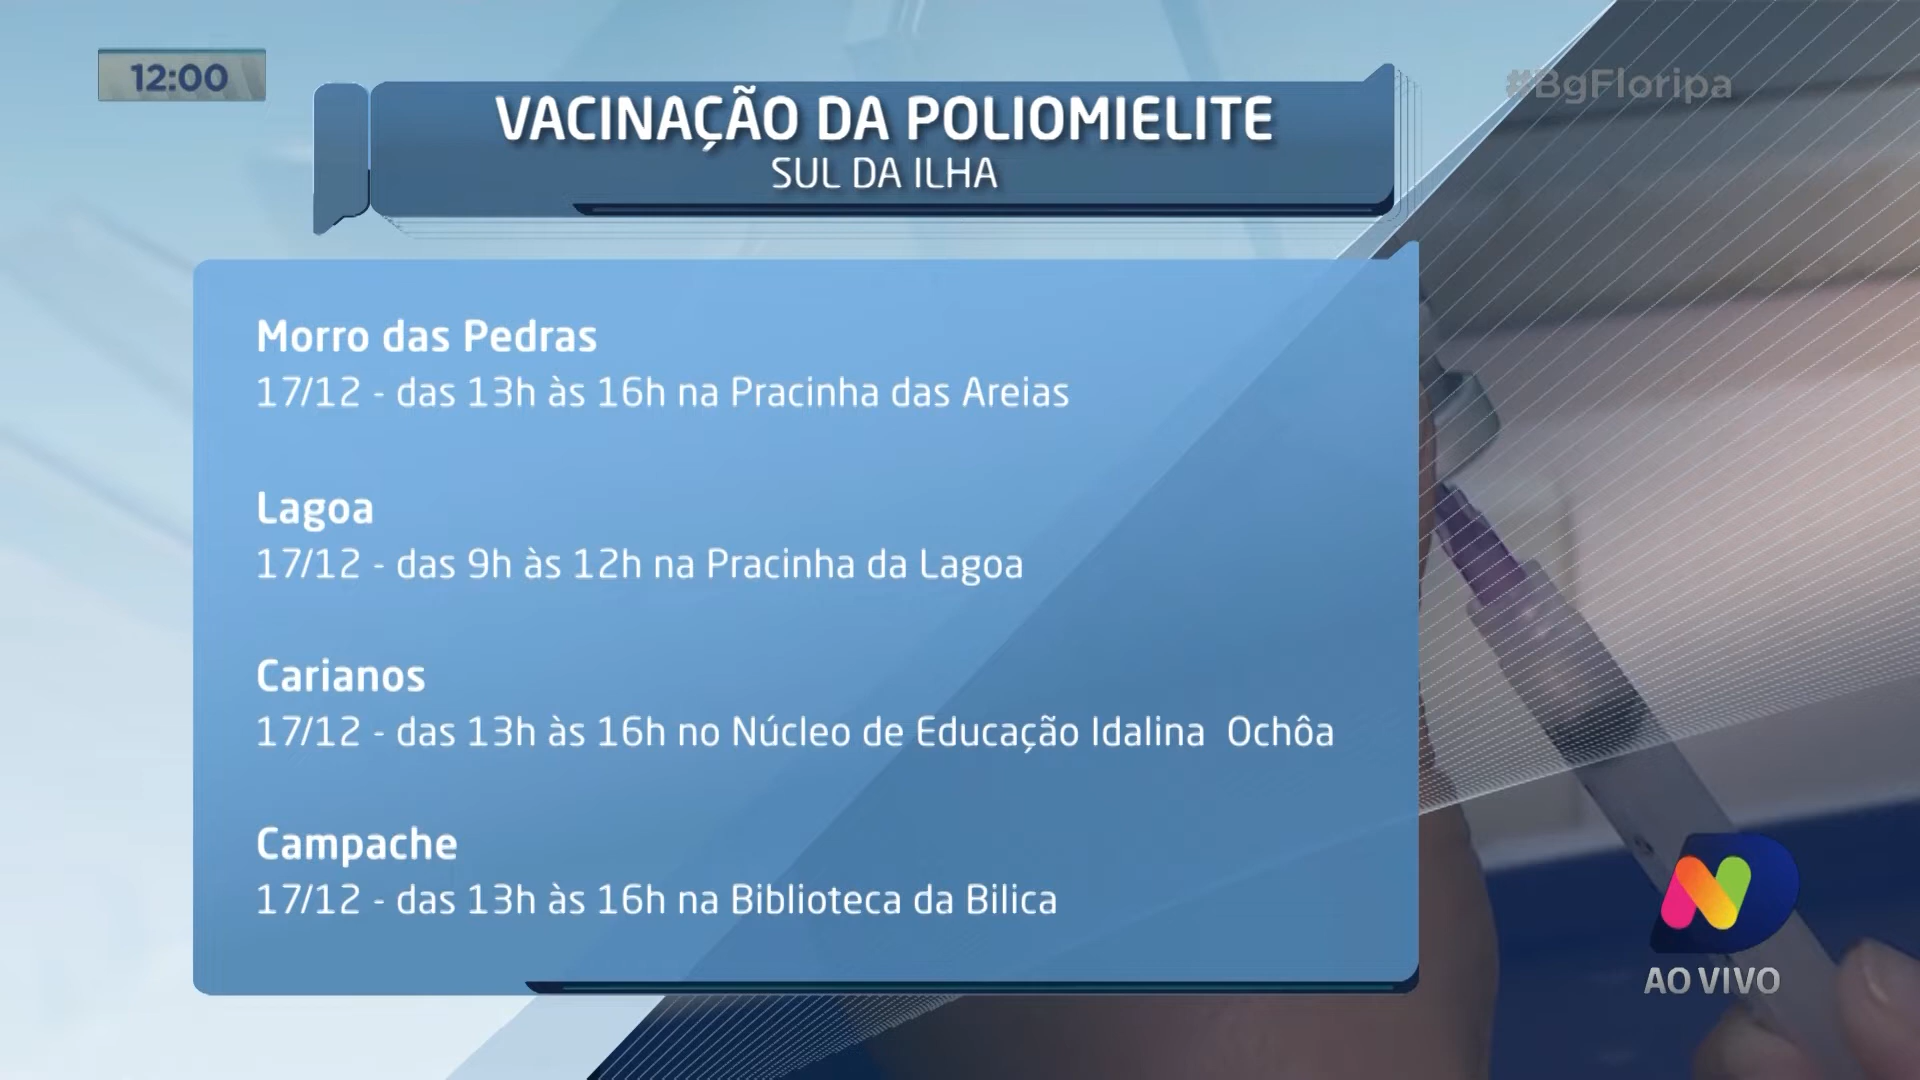 12:00
#BgFloripa
VACINAÇÃO DA POLIOMIELITE
SUL DA ILHA
Morro das Pedras
17/12 - das 13h às 16h na Pracinha das Areias
Lagoa
17/12 - das 9h às 12h na Pracinha da Lagoa
Carianos
17/12 - das 13h às 16h no Núcleo de Educação Idalina Ochôa
Campache
17/12 - das 13h às 16h na Biblioteca da Bilica
ND
AO VIVO